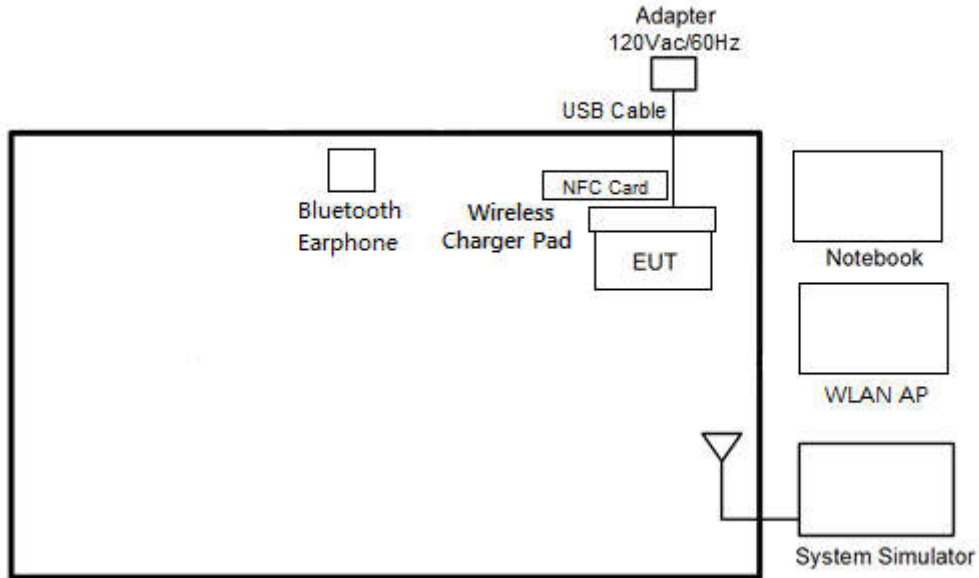 Adapter
120Vac/60Hz
USB Cable
NFC Card
Bluetooth
Earphone
Wireless
Charger Pad
EUT
Notebook
WLAN AP
System Simulator